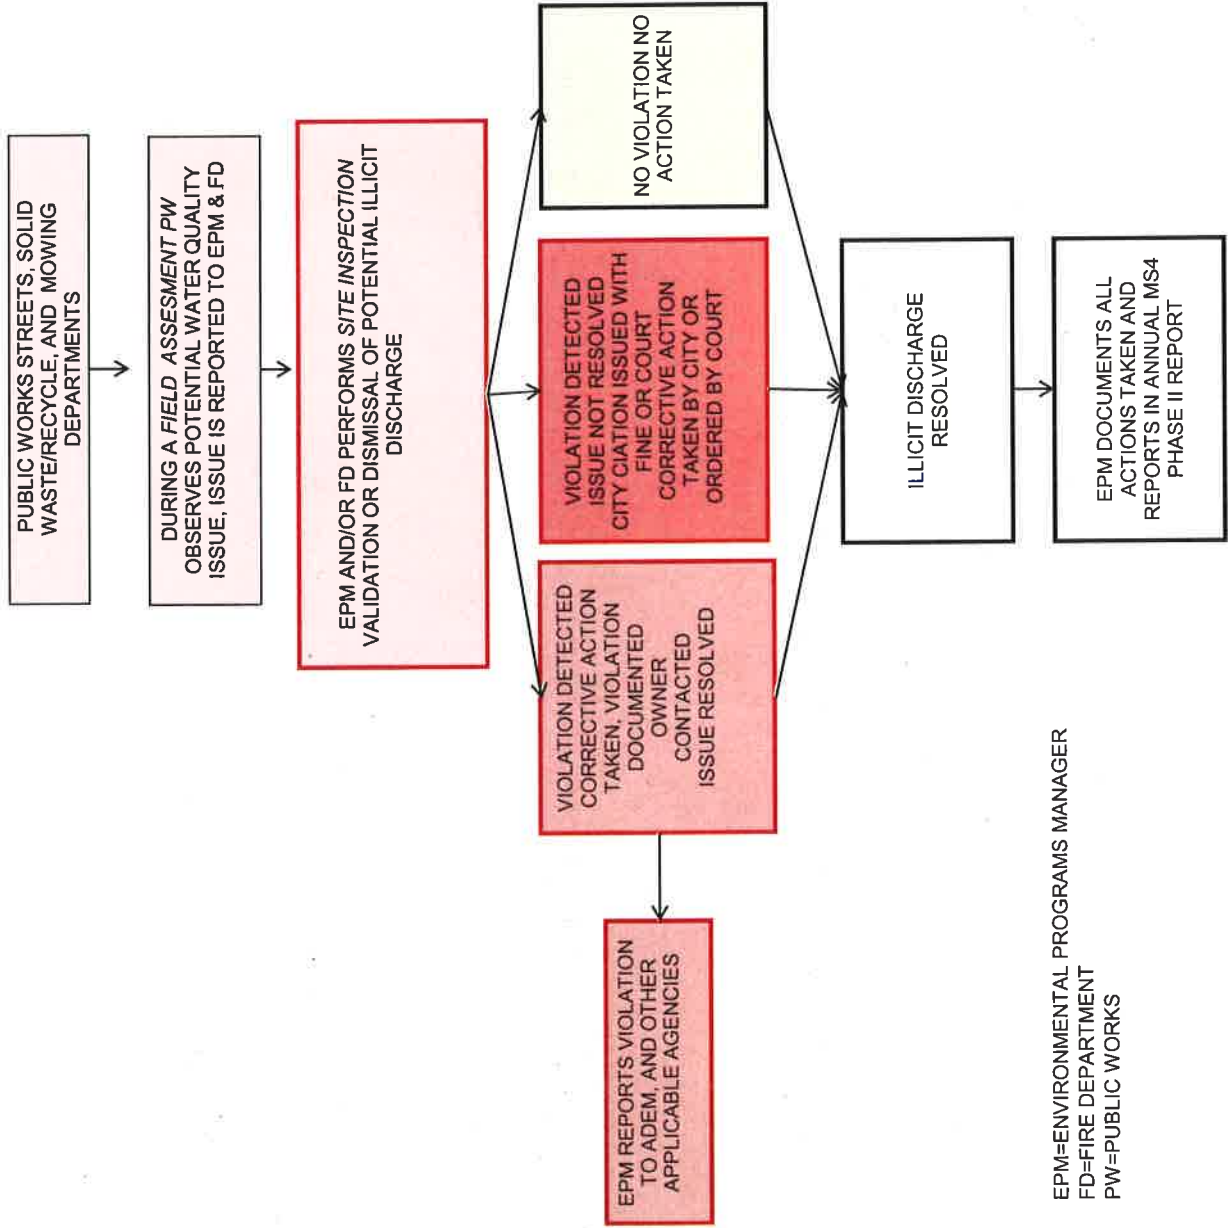 PUBLIC WORKS STREETS, SOLID
WASTE/RECYCLE, AND MOWING
DEPARTMENTS
DURING A FIELD ASSESMENT PW
OBSERVES POTENTIAL WATER QUALITY
ISSUE, ISSUE IS REPORTED TO EPM & FD
EPM AND/OR FD PERFORMS SITE INSPECTION
VALIDATION OR DISMISSAL OF POTENTIAL ILLICIT
DISCHARGE
VIOLATION DETECTED
CORRECTIVE ACTION
TAKEN, VIOLATION
DOCUMENTED
OWNER
CONTACTED
ISSUE RESOLVED
VIOLATION DETECTED
ISSUE NOT RESOLVED
CITY CIATION ISSUED WITH
FINE OR COURT
CORRECTIVE ACTION
TAKEN BY CITY OR
ORDERED BY COURT
NO VIOLATION NO
ACTION TAKEN
EPM REPORTS VIOLATION
TO ADEM, AND OTHER
APPLICABLE AGENCIES
ILLICIT DISCHARGE
RESOLVED
EPM DOCUMENTS ALL
ACTIONS TAKEN AND
REPORTS IN ANNUAL MS4
PHASE II REPORT
EPM=ENVIRONMENTAL PROGRAMS MANAGER
FD=FIRE DEPARTMENT
PW=PUBLIC WORKS